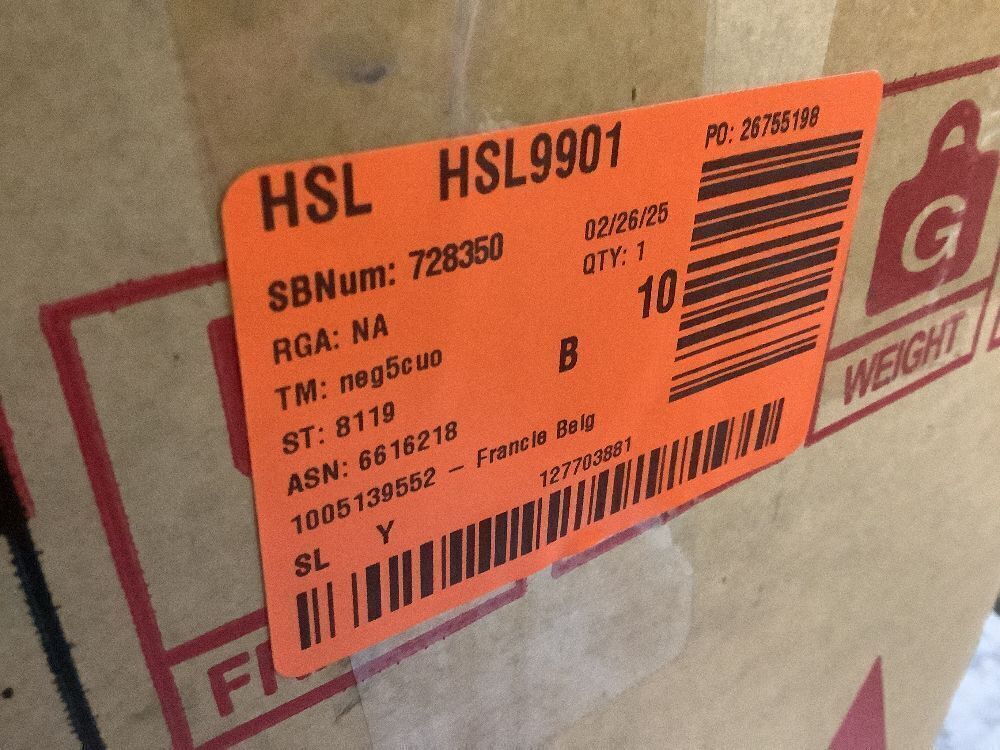 HSL HSL9901
PO: 26755198
SBNum: 728350
02/26/25
RGA: NA
QTY: 1
10
TM: neg5cuo
B
ST: 8119
ASN: 6616218
1005139552 – Francie Belg
127703881
SL Y
G
WEIGHT